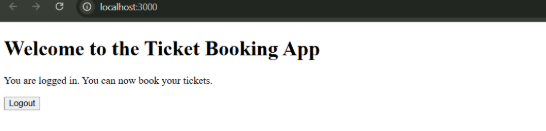 localhost:3000
Welcome to the Ticket Booking App
You are logged in. You can now book your tickets.
Logout